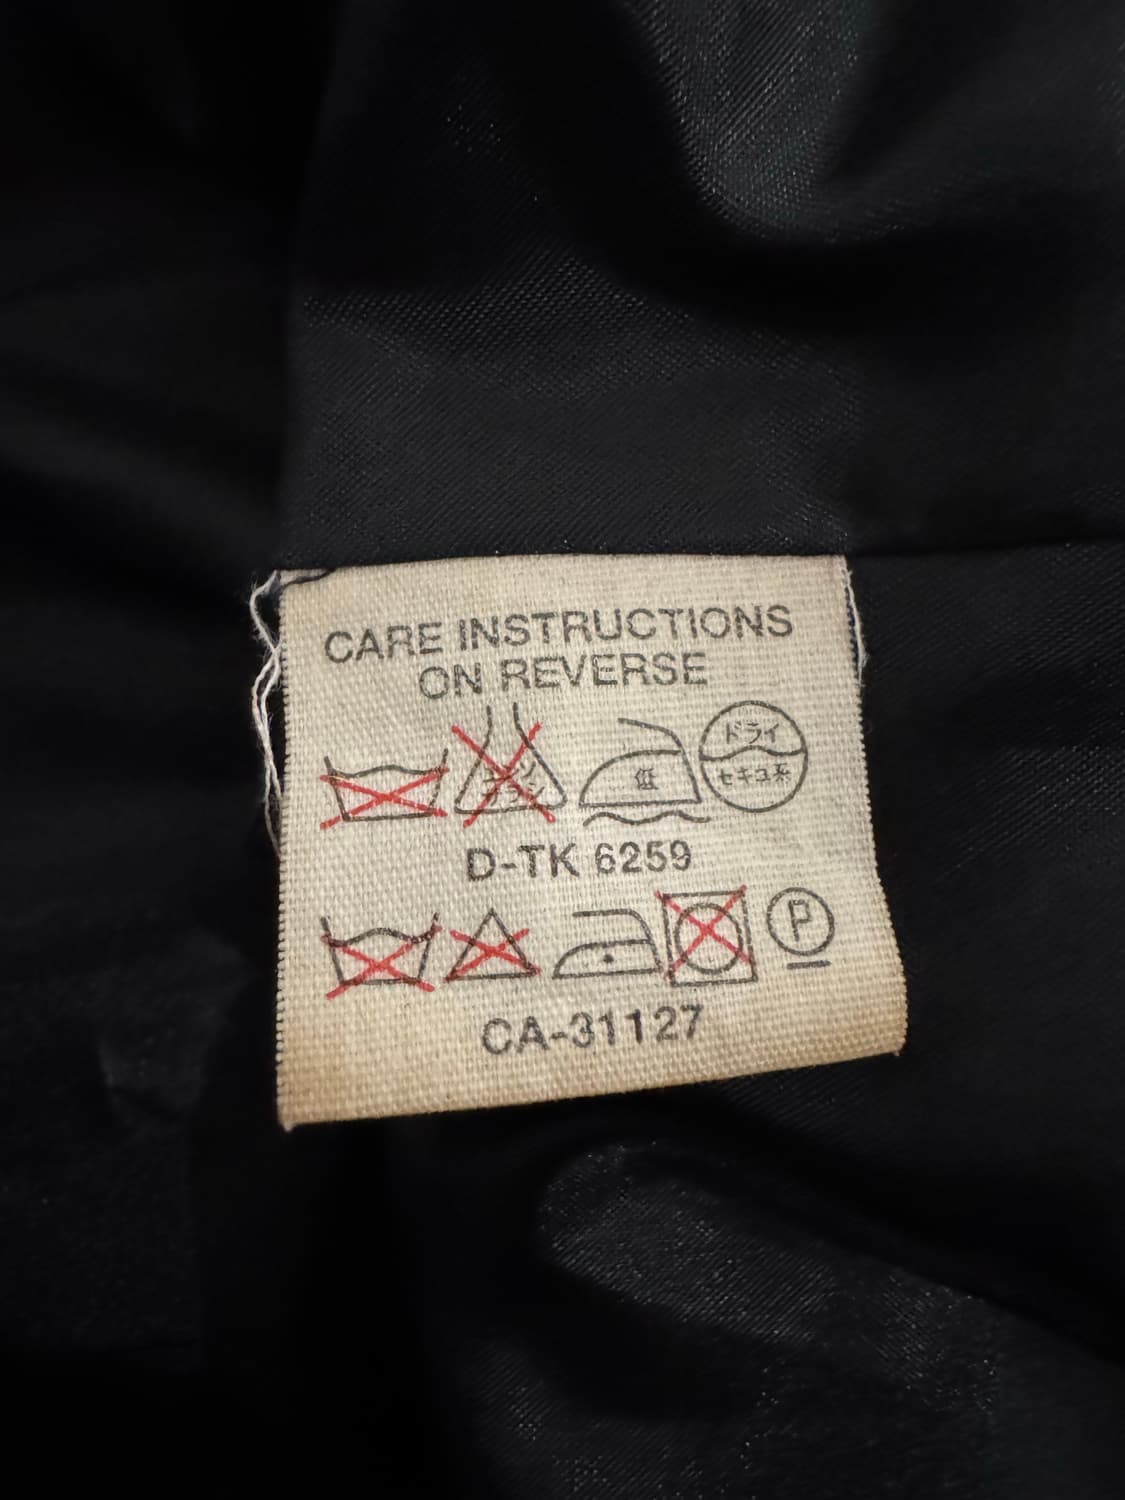 CARE INSTRUCTIONS
ON REVERSE
低
ドライ
セキユ系
D-TK 6259
P
CA-31127